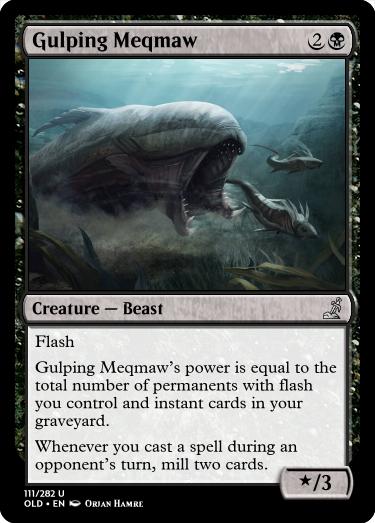 Gulping Meqmaw 2
Creature — Beast
Flash
Gulping Meqmaw's power is equal to the
total number of permanents with flash
you control and instant cards in your
graveyard.
Whenever you cast a spell during an
opponent's turn, mill two cards.
★/3
111/282 U
OLD • EN Orjan Hamre